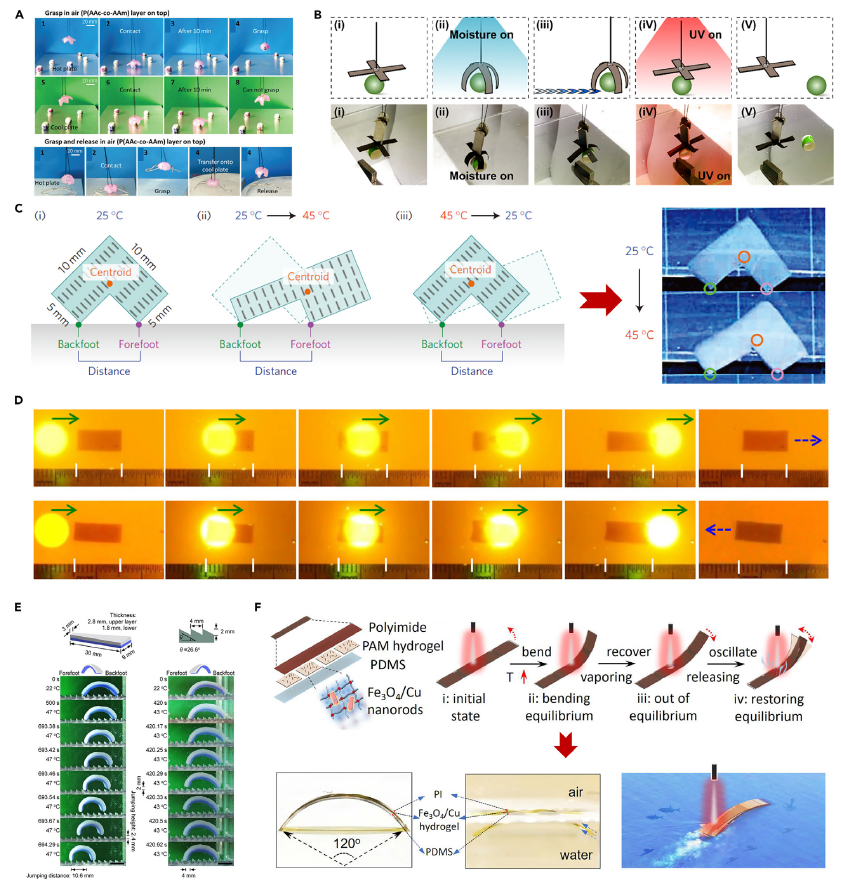 A
Grasp in air (P(AAc-co-AAm) layer on top)
1
20 mm
Hot plate
2
Contact
3
After 10 min
4
Grasp
5
20 mm
Cool plate
6
Contact
7
After 10 min
8
Can not grasp
Grasp and release in air (P(AAc-co-AAm) layer on top)
1
20 mm
Hot plate
2
Contact
3
Grasp
4
Transfer onto
cool plate
4
Release
B
(i)
(ii)
Moisture on
(iii)
(iV)
UV on
(V)
(i)
(ii)
Moisture on
(iii)
(iV)
UV on
(V)
C
(i)
25 °C
10 mm
10 mm
Centroid
5 mm
5 mm
Backfoot
Forefoot
Distance
(ii)
25 °C
45 °C
Centroid
Backfoot
Forefoot
Distance
(iii)
45 °C
25 °C
Centroid
Backfoot
Forefoot
Distance
25 °C
45 °C
D
E
Thickness:
2.8 mm, upper layer
1.8 mm, lower
3 mm
30 mm
4 mm
2 mm
θ=26.6°
Forefoot
Backfoot
0 s
22 °C
500 s
47 °C
693.38 s
47 °C
693.42 s
47 °C
693.46 s
47 °C
693.54 s
47 °C
693.67 s
47 °C
694.29 s
47 °C
Jumping distance: 10.6 mm
2 mm
Jumping height: 2.4 mm
Forefoot
Backfoot
0 s
22 °C
420 s
43 °C
420.17 s
43 °C
420.25 s
43 °C
420.29 s
43 °C
420.33 s
43 °C
420.5 s
43 °C
420.92 s
43 °C
4 mm
F
Polyimide
PAM hydrogel
PDMS
Fe3O4/Cu
nanorods
i: initial
state
bend
T
ii: bending
equilibrium
recover
vaporing
iii: out of
equilibrium
oscillate
releasing
iv: restoring
equilibrium
120°
PI
Fe3O4/Cu
hydrogel
PDMS
air
water